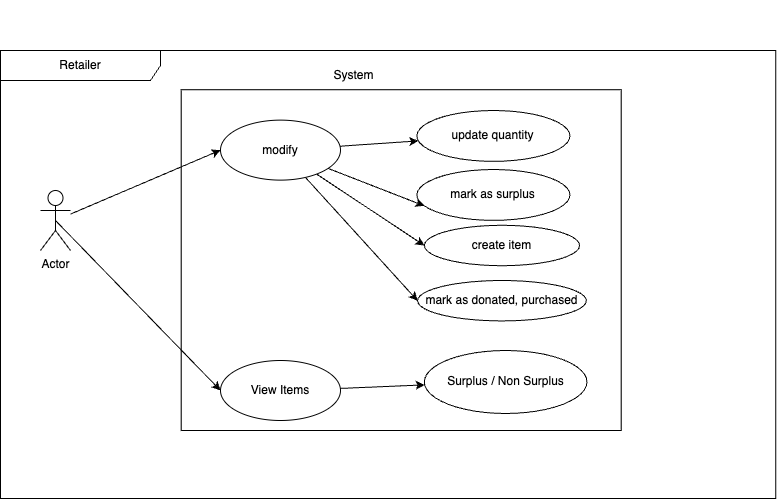 Retailer
System
modify
update quantity
mark as surplus
create item
mark as donated, purchased
Actor
View Items
Surplus / Non Surplus